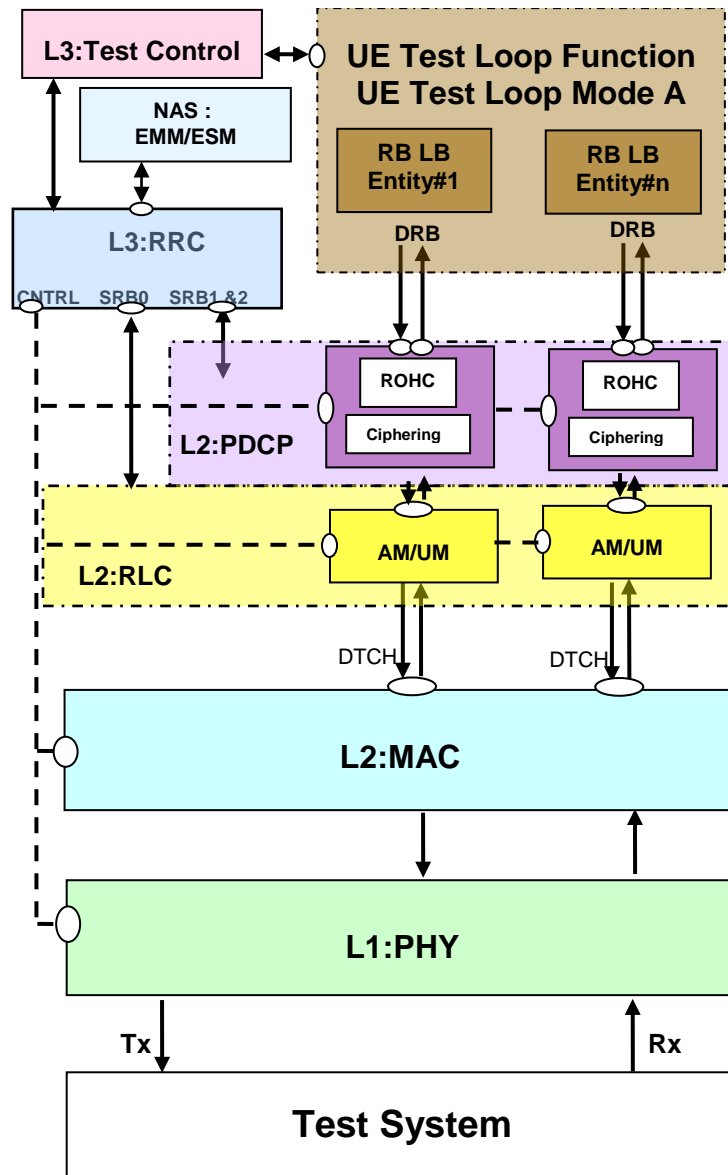 L3:Test Control
UE Test Loop Function
UE Test Loop Mode A
NAS :
EMM/ESM
RB LB
Entity#1
RB LB
Entity#n
DRB
DRB
L3:RRC
CNTRL
SRB0
SRB1 &2
ROHC
Ciphering
ROHC
Ciphering
L2:PDCP
AM/UM
AM/UM
L2:RLC
DTCH
DTCH
L2:MAC
L1:PHY
Tx
Rx
Test System